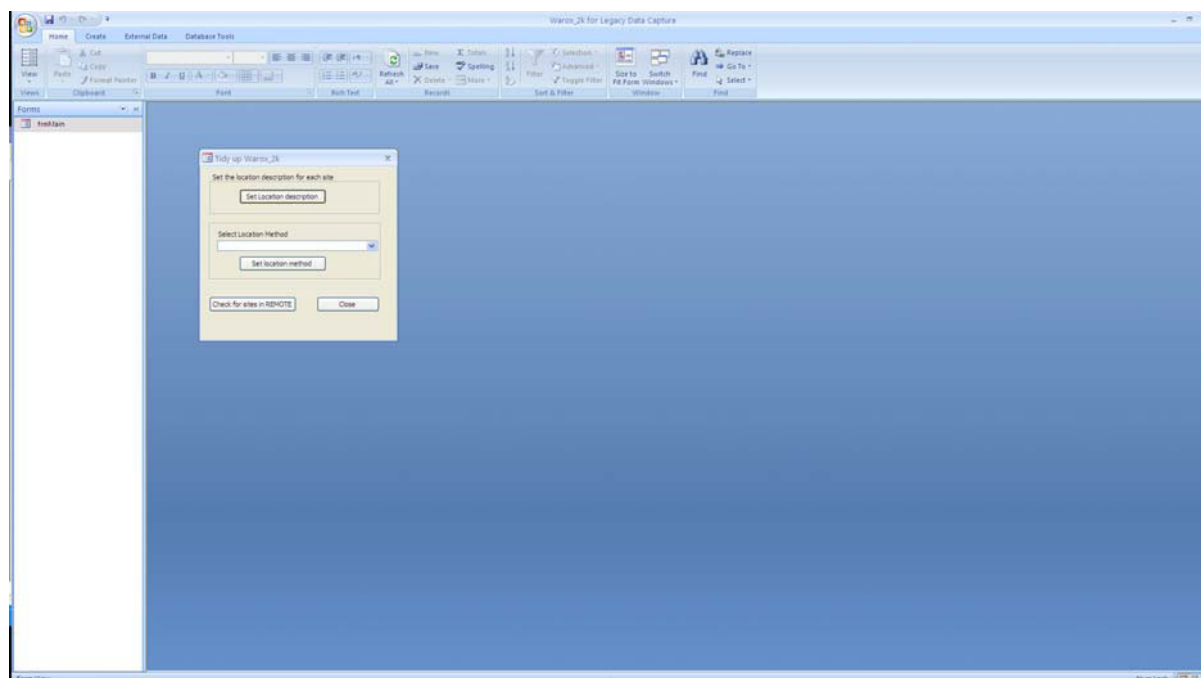 Warox_2k for Legacy Data Capture
Home Create External Data Database Tools
View
Paste
Cut
Copy
Format Painter
Refresh All
New
Save
Delete
Totals
Spelling
More
Filter
Selection
Advanced
Toggle Filter
Size to Fit Form
Switch Windows
Find
Replace
Go To
Select
Views Clipboard Font Rich Text Records Sort & Filter Window Find
Forms
frmMain
Tidy up Warox_2k
Set the location description for each site
Set Location description
Select Location Method
Set location method
Check for sites in REMOTE Close